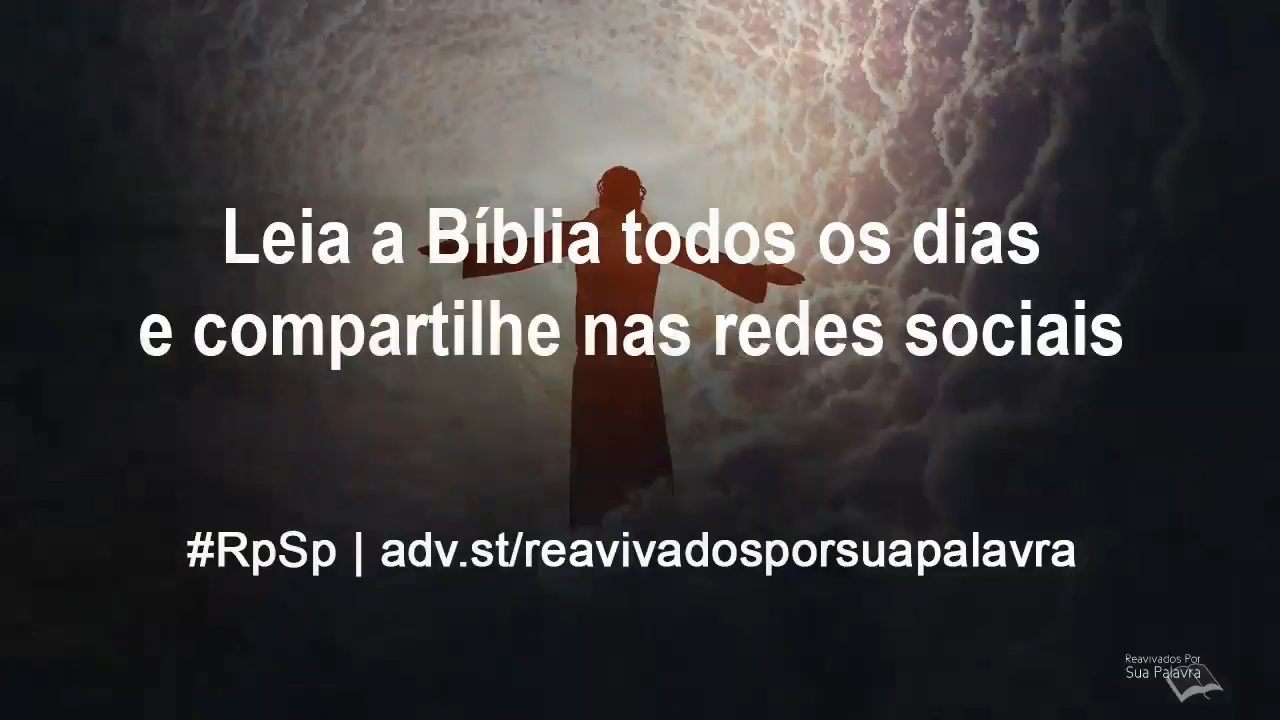 Leia a Bíblia todos os dias
e compartilhe nas redes sociais
#RpSp | adv.st/reavivadosporsuapalavra
Reavivados Por
Sua Palavra